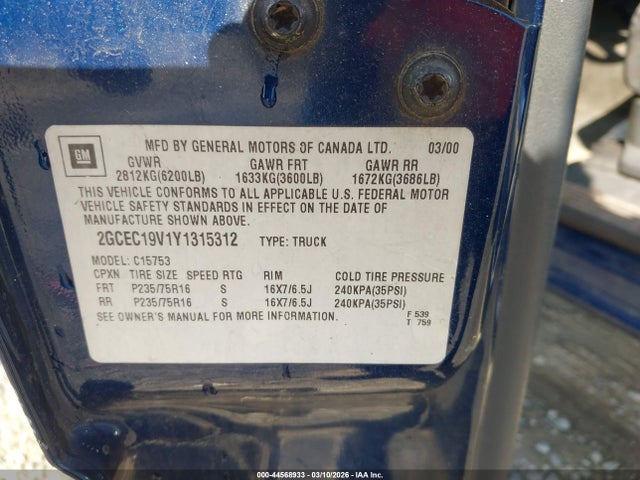 GM
MFD BY GENERAL MOTORS OF CANADA LTD. 03/00
GVWR GAWR FRT GAWR RR
2812KG(6200LB) 1633KG(3600LB) 1672KG(3686LB)
THIS VEHICLE CONFORMS TO ALL APPLICABLE U.S. FEDERAL MOTOR
VEHICLE SAFETY STANDARDS IN EFFECT ON THE DATE OF
MANUFACTURE SHOWN ABOVE.
2GCEC19V1Y1315312 TYPE: TRUCK
MODEL: C15753
CPXN TIRE SIZE SPEED RTG RIM COLD TIRE PRESSURE
FRT P235/75R16 S 16X7/6.5J 240KPA(35PSI)
RR P235/75R16 S 16X7/6.5J 240KPA(35PSI)
SEE OWNER'S MANUAL FOR MORE INFORMATION.
F 539
T 759
000-44568933 - 03/10/2026 - IAA Inc.